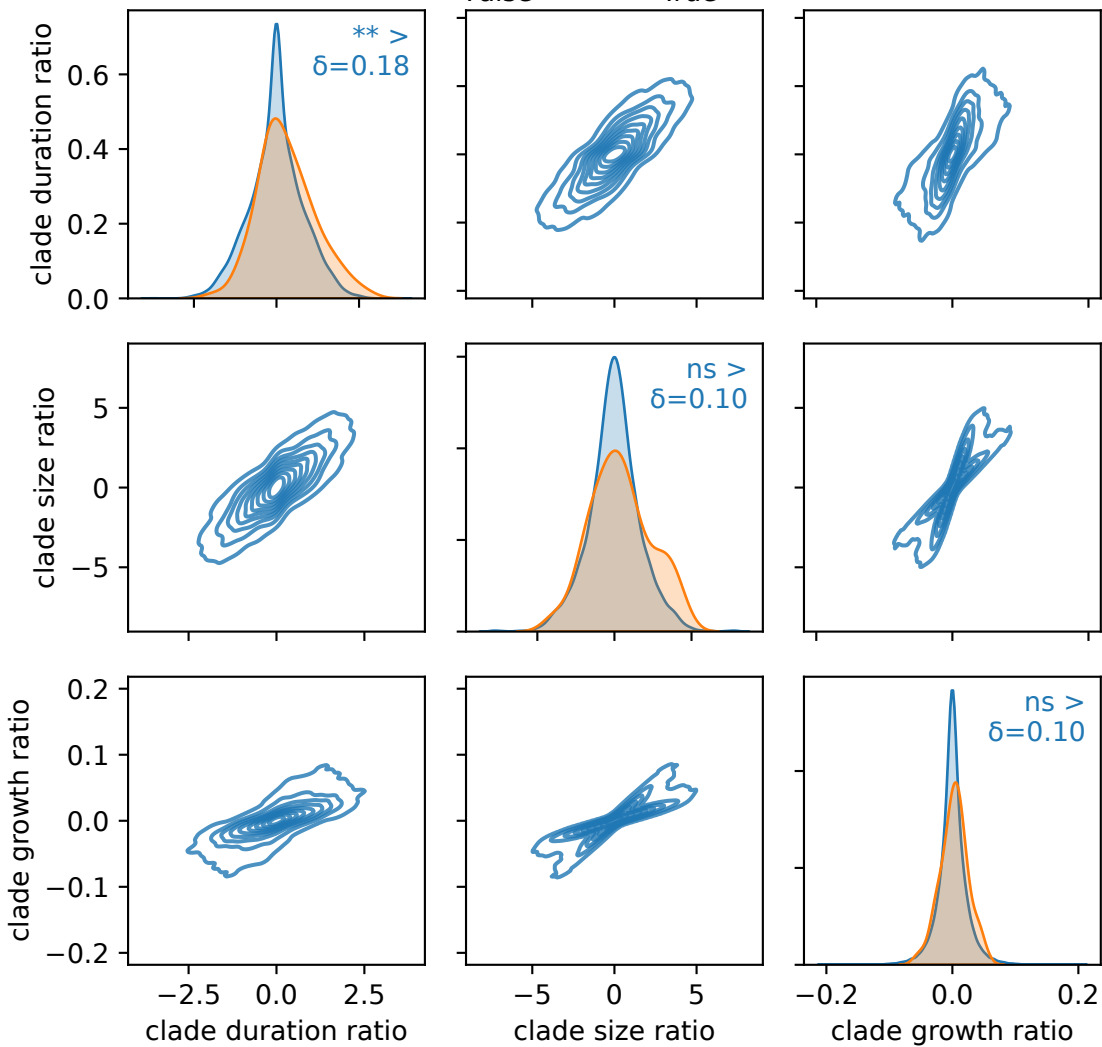 ** >
δ=0.18
clade duration ratio
0.6
0.4
0.2
0.0
−2.5
0.0
2.5
−5
0
5
−0.2
0.0
0.2
ns >
δ=0.10
clade size ratio
5
0
−5
ns >
δ=0.10
clade growth ratio
0.2
0.1
0.0
−0.1
−0.2
clade duration ratio
clade size ratio
clade growth ratio